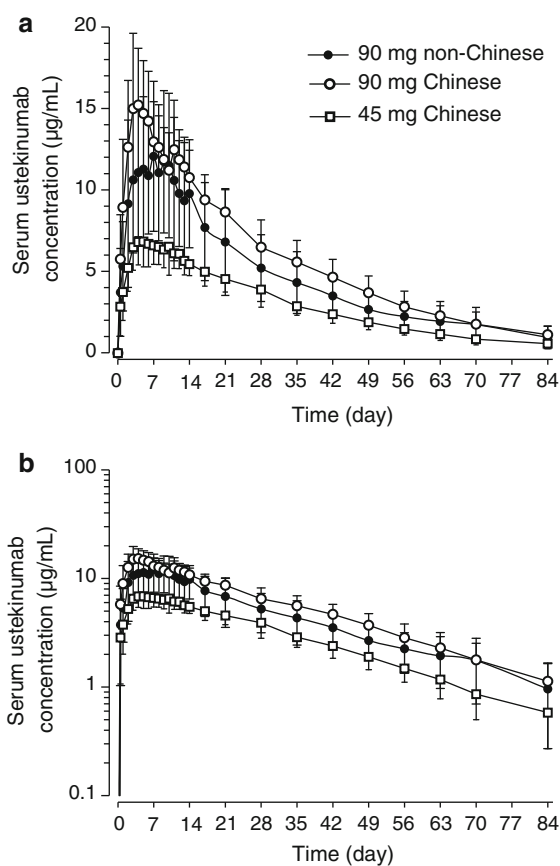 a
20
15
10
5
0
Serum ustekinumab
concentration (µg/mL)
90 mg non-Chinese
90 mg Chinese
45 mg Chinese
0 7 14 21 28 35 42 49 56 63 70 77 84
Time (day)
b
100
10
1
0.1
Serum ustekinumab
concentration (µg/mL)
0 7 14 21 28 35 42 49 56 63 70 77 84
Time (day)